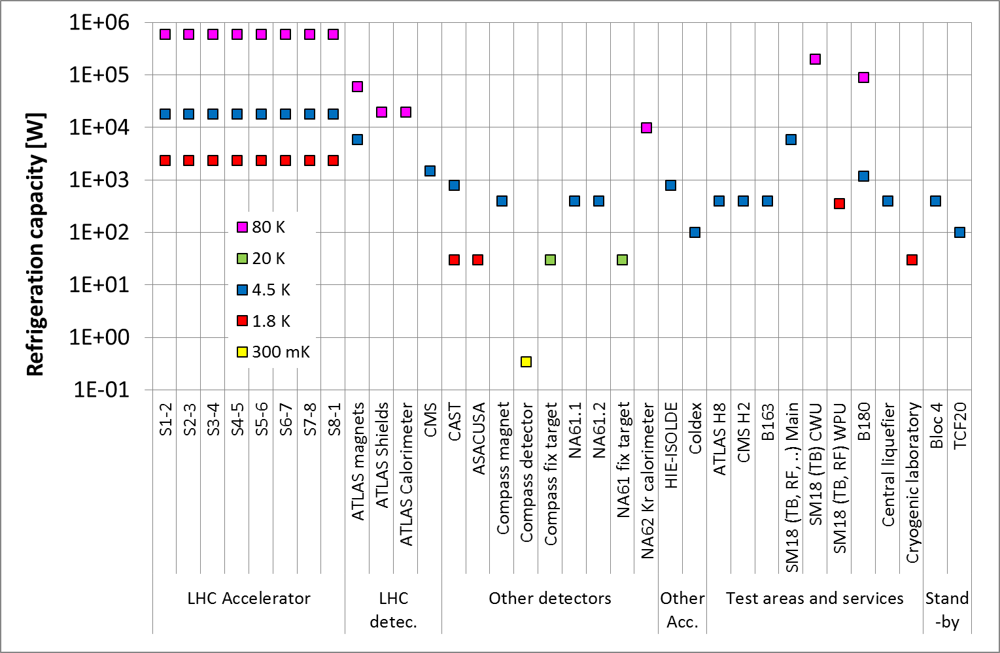 1E+06
1E+05
1E+04
1E+03
1E+02
1E+01
1E+00
1E-01
Refrigeration capacity [W]
80 K
20 K
4.5 K
1.8 K
300 mK
S1-2
S2-3
S3-4
S4-5
S5-6
S6-7
S7-8
S8-1
ATLAS magnets
ATLAS Shields
ATLAS Calorimeter
CMS
CAST
ASACUSA
Compass magnet
Compass detector
Compass fix target
NA61.1
NA61.2
NA61 fix target
NA62 Kr calorimeter
HIE-ISOLDE
Coldex
ATLAS H8
CMS H2
B163
SM18 (TB, RF, ..) Main
SM18 (TB) CWU
SM18 (TB, RF) WPU
B180
Central liquefier
Cryogenic laboratory
Bloc 4
TCF20
LHC Accelerator
LHC
detec.
Other detectors
Other
Acc.
Test areas and services
Stand
-by